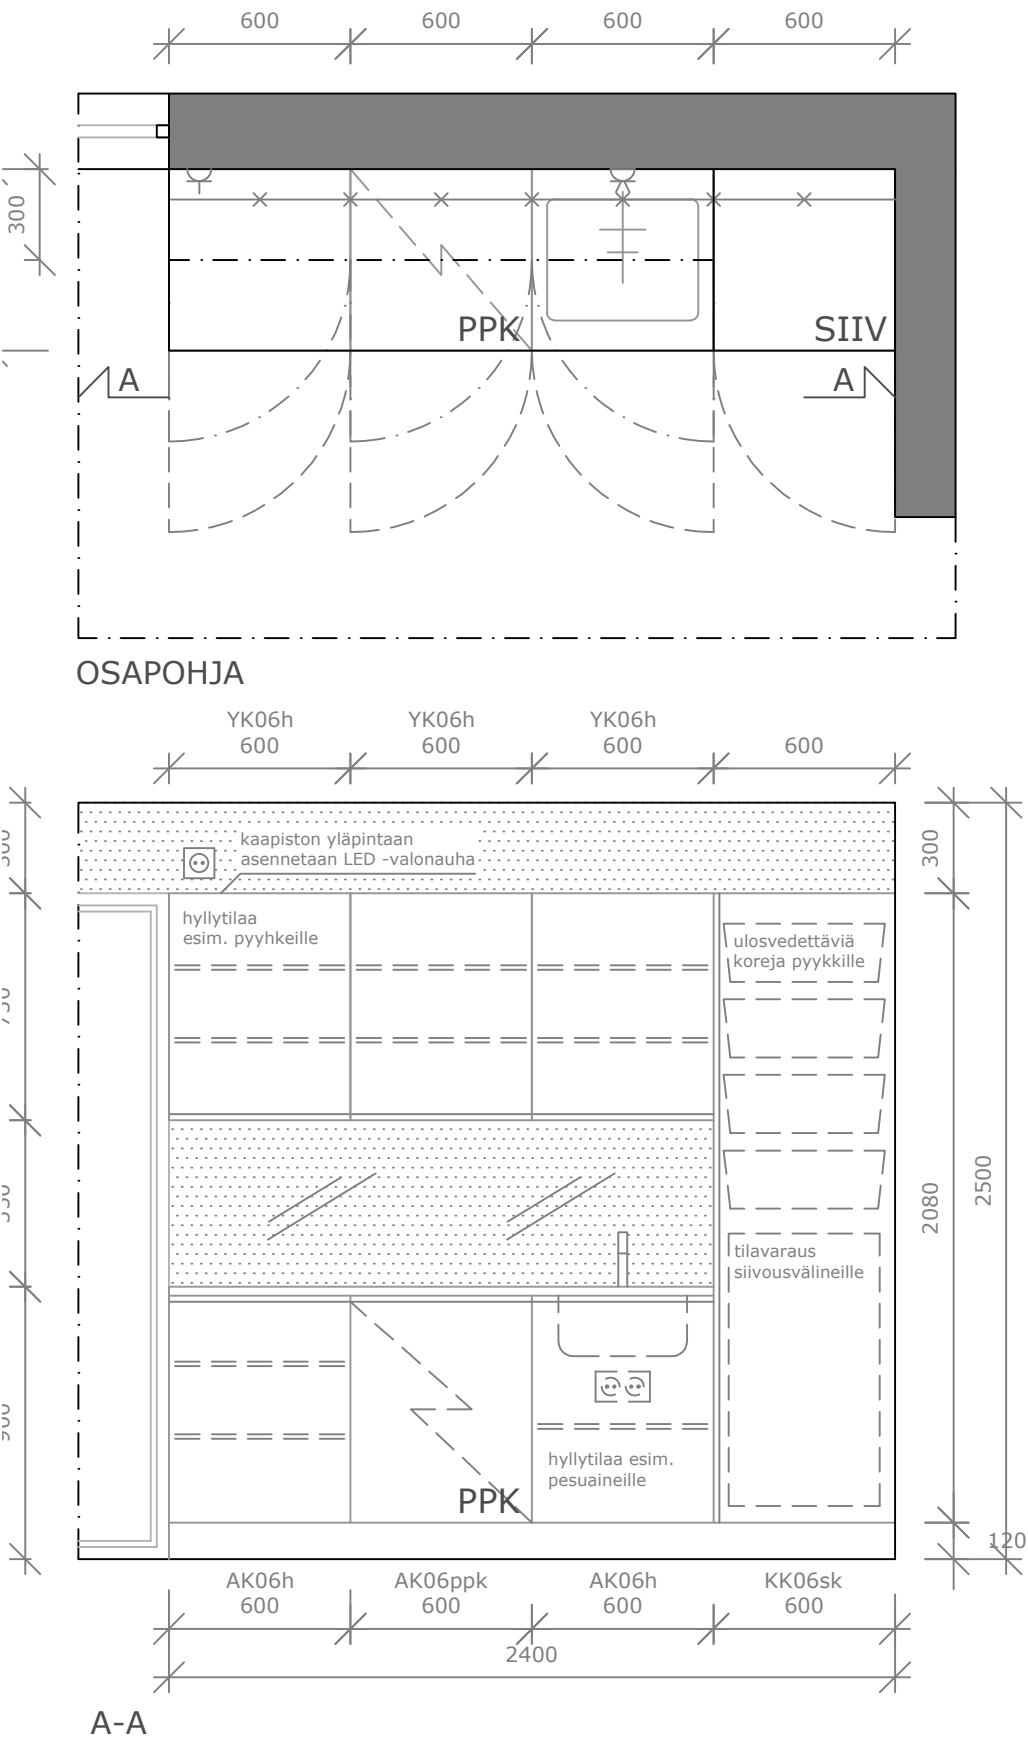 600 600 600 600
300
PPK SIIV
A A
OSAPOHJA
YK06h YK06h YK06h
600 600 600 600
kaapiston yläpintaan
asennetaan LED -valonauha
300
hyllytilaa
esim. pyyhkeille
ulosvedettäviä
koreja pyykkille
2500
2080
tilavaraus
siivousvälineille
hyllytilaa esim.
pesuaineille
PPK
120
AK06h AK06ppk AK06h KK06sk
600 600 600 600
2400
A-A